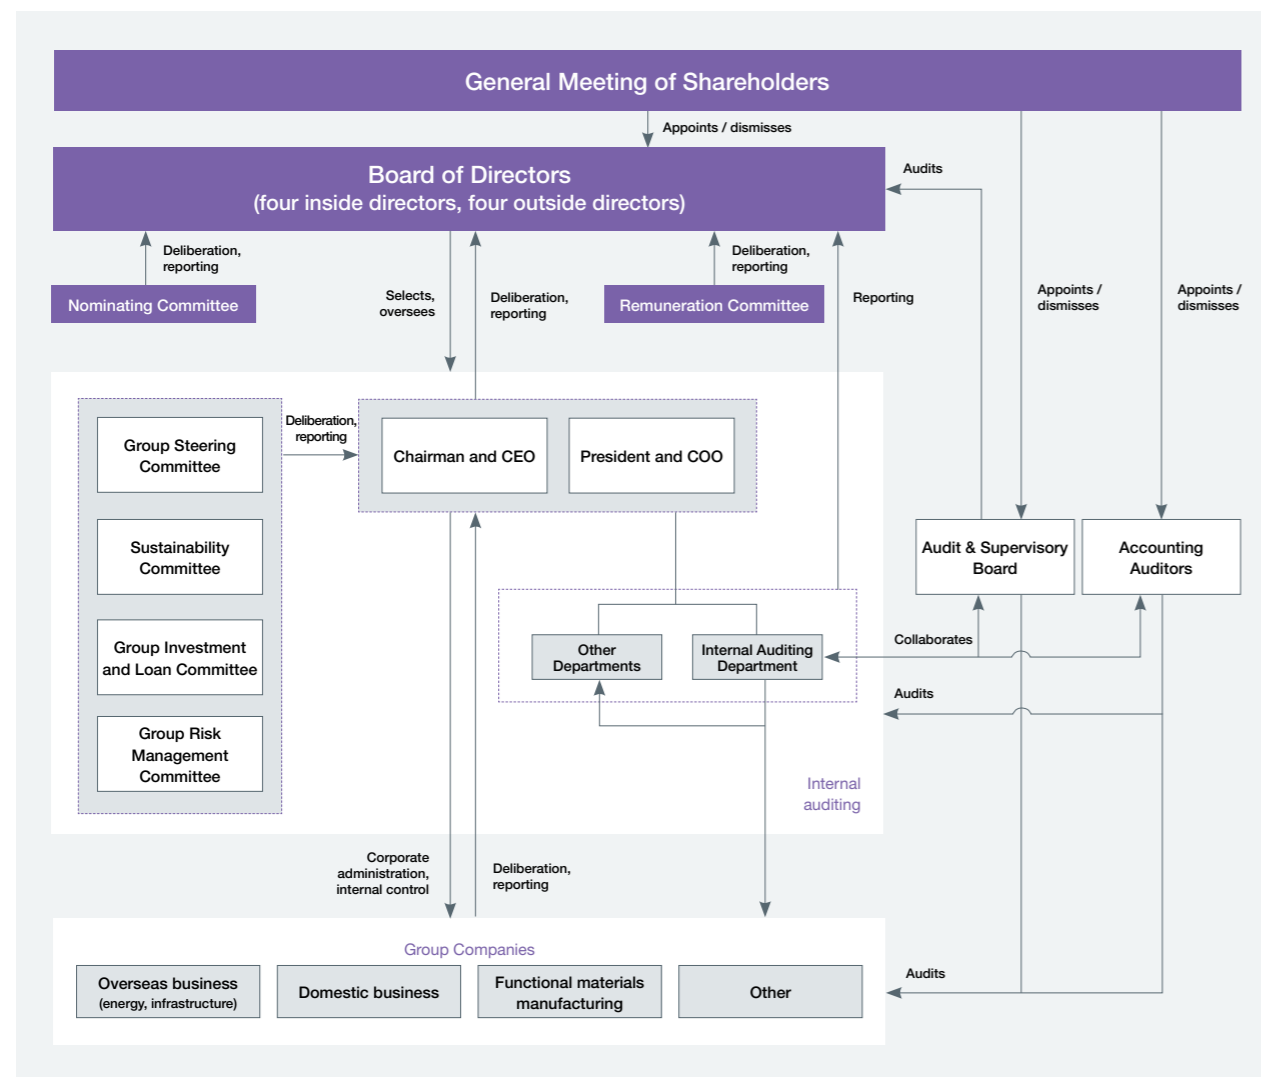 General Meeting of Shareholders
Appoints / dismisses
Board of Directors
(four inside directors, four outside directors)
Audits
Deliberation,
reporting
Deliberation,
reporting
Nominating Committee
Selects,
oversees
Deliberation,
reporting
Remuneration Committee
Reporting
Appoints /
dismisses
Appoints /
dismisses
Group Steering
Committee
Deliberation,
reporting
Chairman and CEO
President and COO
Sustainability
Committee
Audit & Supervisory
Board
Accounting
Auditors
Group Investment
and Loan Committee
Other
Departments
Internal Auditing
Department
Collaborates
Audits
Group Risk
Management
Committee
Internal
auditing
Corporate
administration,
internal control
Deliberation,
reporting
Group Companies
Overseas business
(energy, infrastructure)
Domestic business
Functional materials
manufacturing
Other
Audits